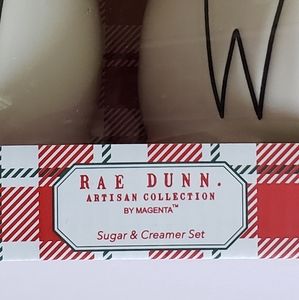 W
RAE DUNN.
ARTISAN COLLECTION
BY MAGENTA™
Sugar & Creamer Set